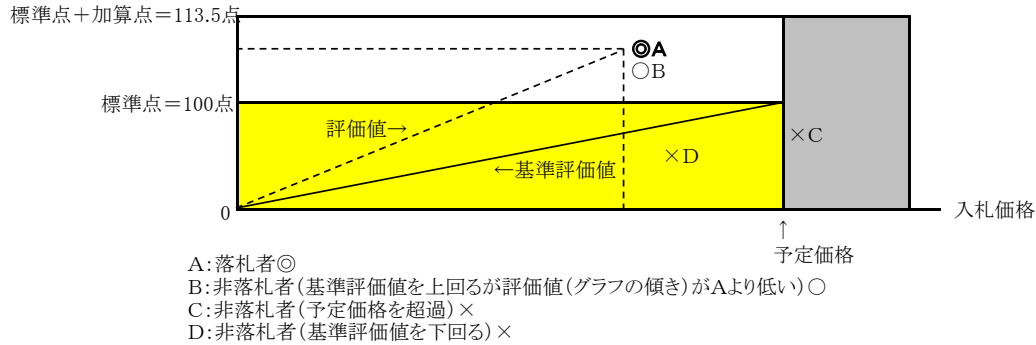 標準点＋加算点＝113.5点
◎A
○B
標準点＝100点
評価値→
×C
×D
←基準評価値
0
入札価格
↑
予定価格
A:落札者◎
B:非落札者(基準評価値を上回るが評価値(グラフの傾き)がAより低い)○
C:非落札者(予定価格を超過)×
D:非落札者(基準評価値を下回る)×